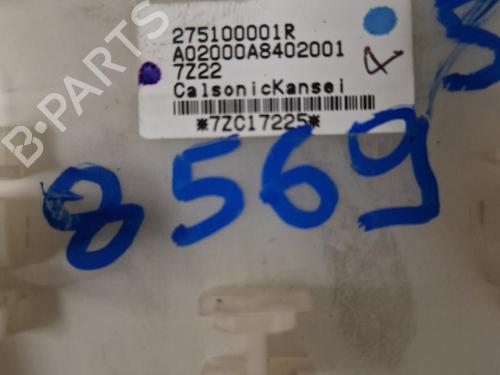 275100001R
A02000A8402001
7Z22
CalsonicKansei
*7ZC17225*
8569
B-PARTS